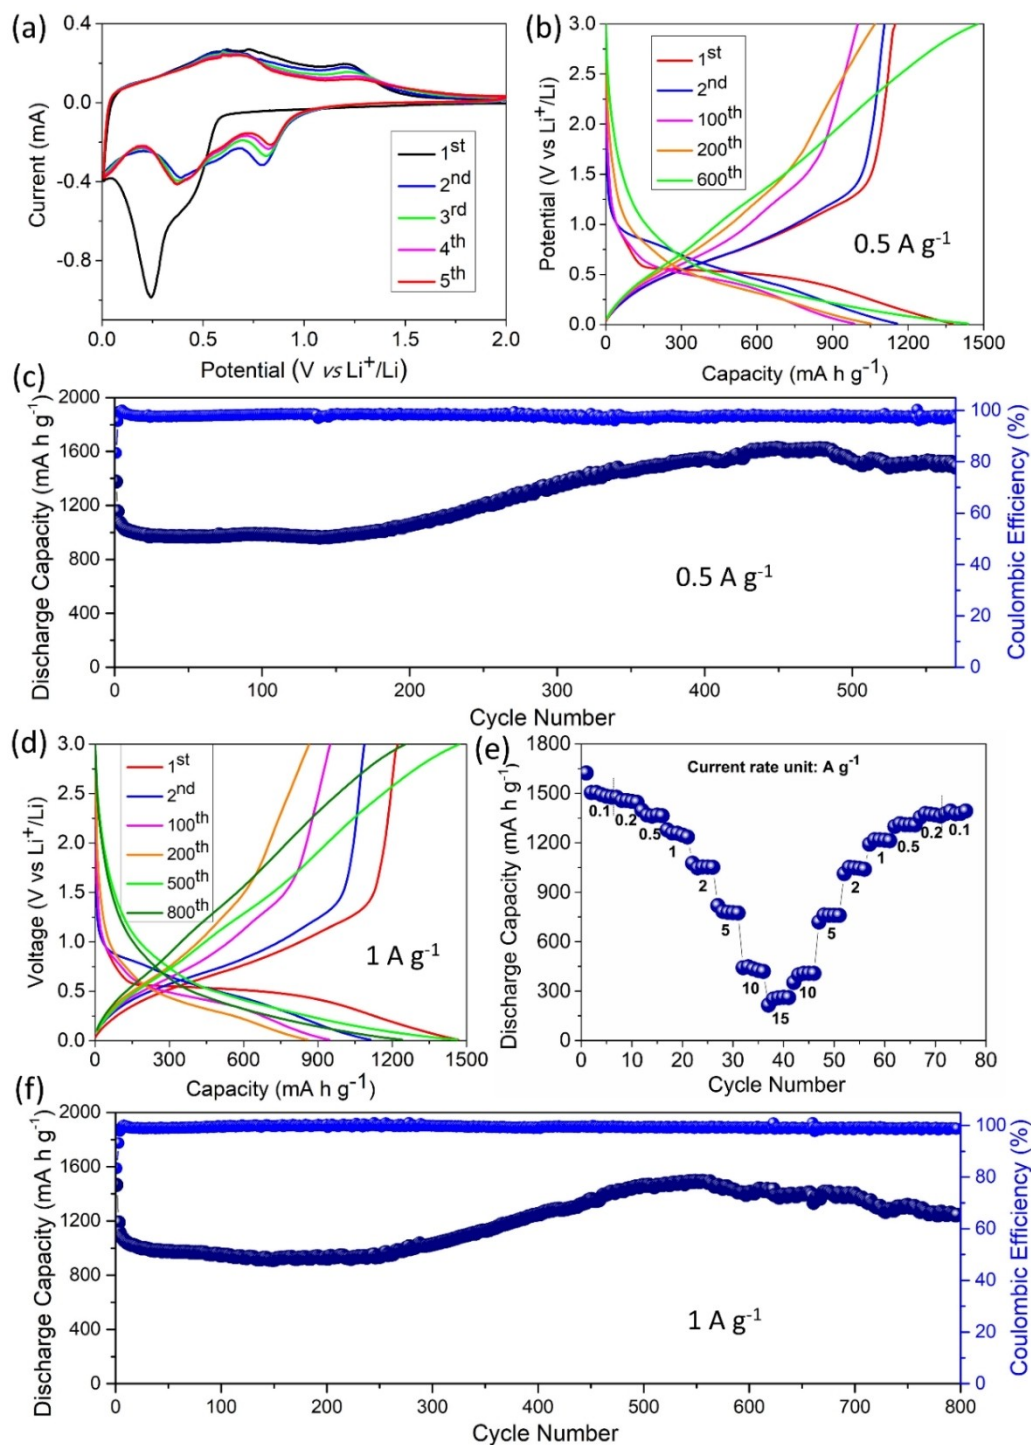 (a)
0.4
0.0
-0.4
-0.8
Current (mA)
1st
2nd
3rd
4th
5th
0.0 0.5 1.0 1.5 2.0
Potential (V vs Li+/Li)
(b)
3.0
2.5
2.0
1.5
1.0
0.5
0.0
Potential (V vs Li+/Li)
1st
2nd
100th
200th
600th
0.5 A g-1
0 300 600 900 1200 1500
Capacity (mA h g-1)
(c)
2000
1600
1200
800
400
0
Discharge Capacity (mA h g-1)
100
80
60
40
20
0
Coulombic Efficiency (%)
0.5 A g-1
0 100 200 300 400 500
Cycle Number
(d)
3.0
2.5
2.0
1.5
1.0
0.5
0.0
Voltage (V vs Li+/Li)
1st
2nd
100th
200th
500th
800th
1 A g-1
0 300 600 900 1200 1500
Capacity (mA h g-1)
(e)
1800
1500
1200
900
600
300
0
Discharge Capacity (mA h g-1)
Current rate unit: A g-1
0.1 0.2 0.5 1 2 5 10 15 10 5 2 1 0.5 0.2 0.1
0 10 20 30 40 50 60 70 80
Cycle Number
(f)
2000
1600
1200
800
400
0
Discharge Capacity (mA h g-1)
100
80
60
40
20
0
Coulombic Efficiency (%)
1 A g-1
0 100 200 300 400 500 600 700 800
Cycle Number